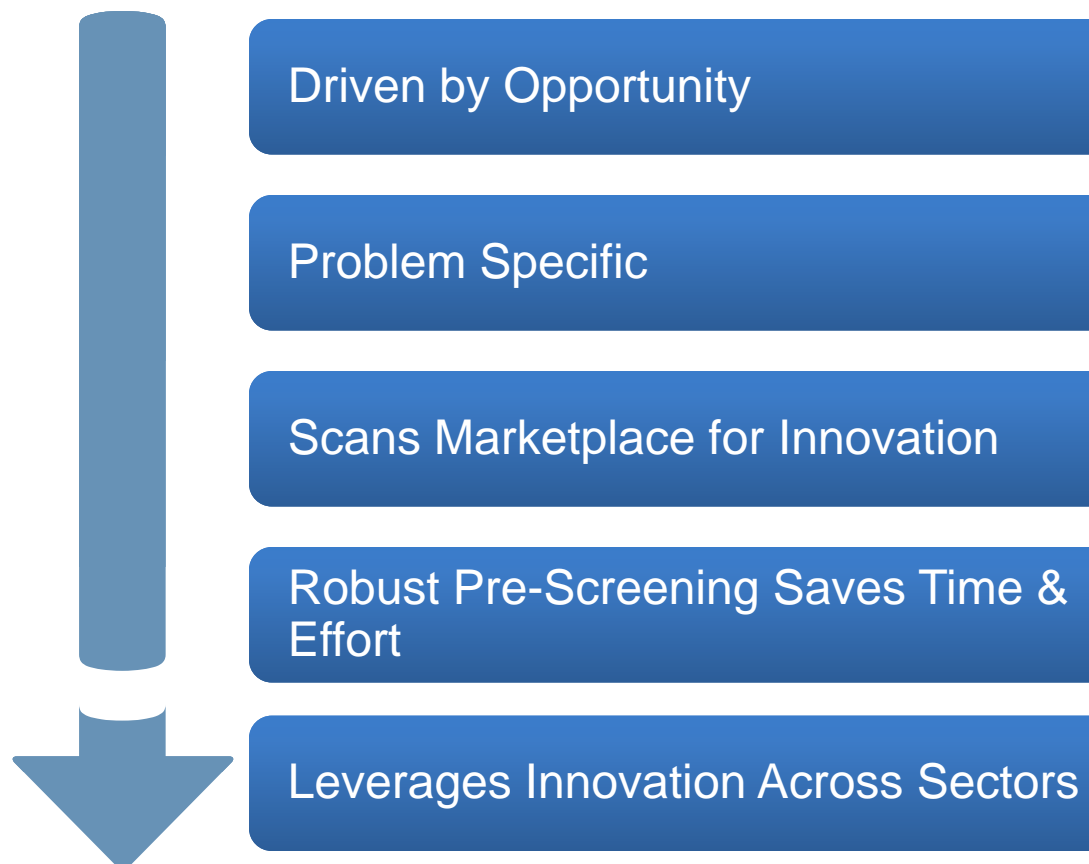 Driven by Opportunity
Problem Specific
Scans Marketplace for Innovation
Robust Pre-Screening Saves Time &
Effort
Leverages Innovation Across Sectors